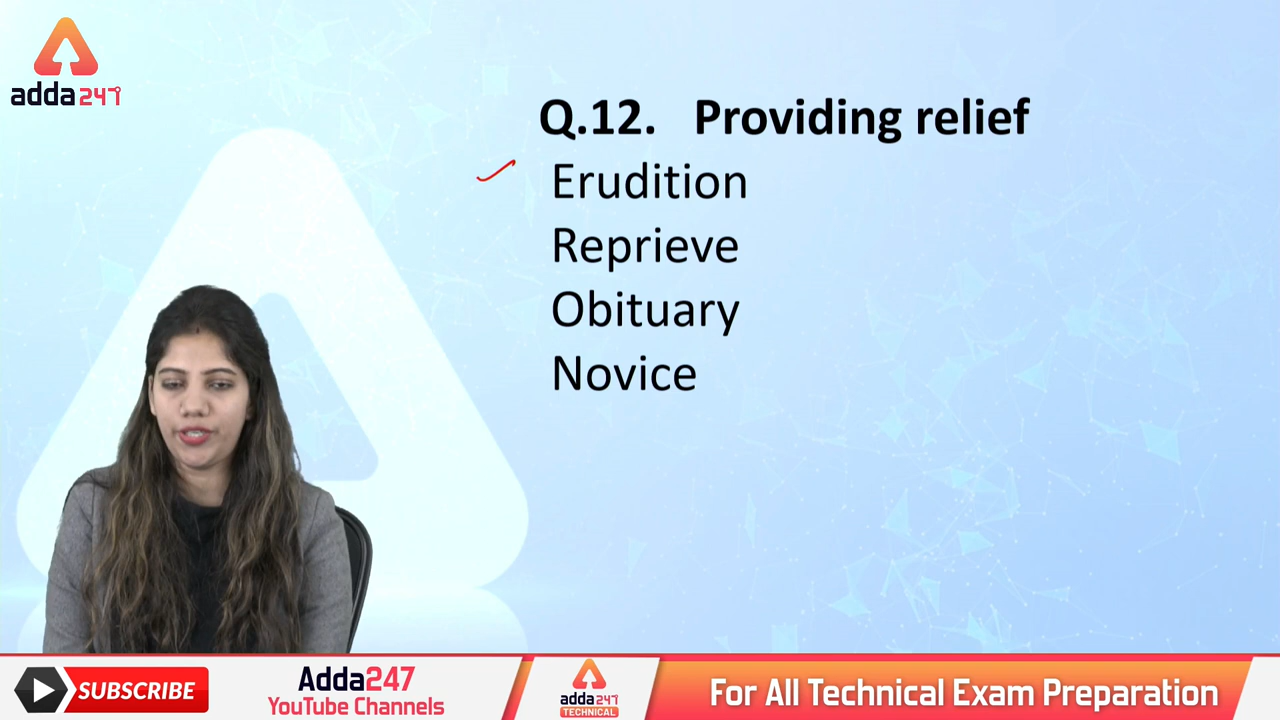 adda247
Q.12. Providing relief
Erudition
Reprieve
Obituary
Novice
SUBSCRIBE
Adda247
YouTube Channels
adda247
TECHNICAL
For All Technical Exam Preparation